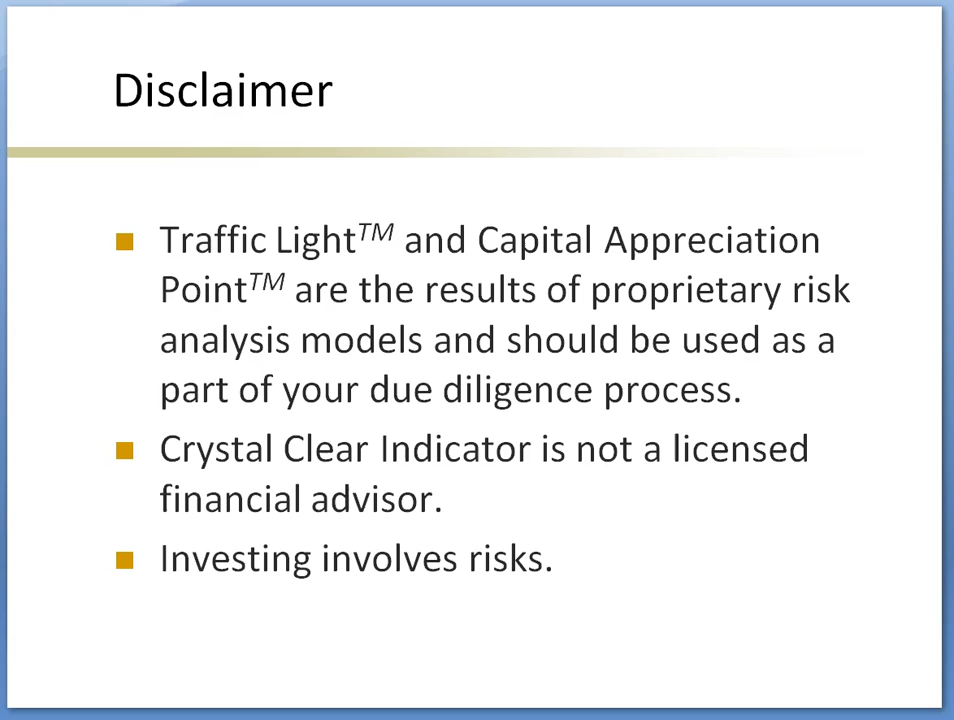 Disclaimer
Traffic Light™ and Capital Appreciation
Point™ are the results of proprietary risk
analysis models and should be used as a
part of your due diligence process.
Crystal Clear Indicator is not a licensed
financial advisor.
Investing involves risks.